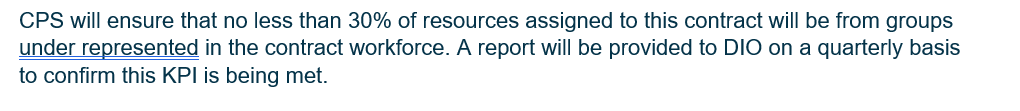 CPS will ensure that no less than 30% of resources assigned to this contract will be from groups
under represented in the contract workforce. A report will be provided to DIO on a quarterly basis
to confirm this KPI is being met.